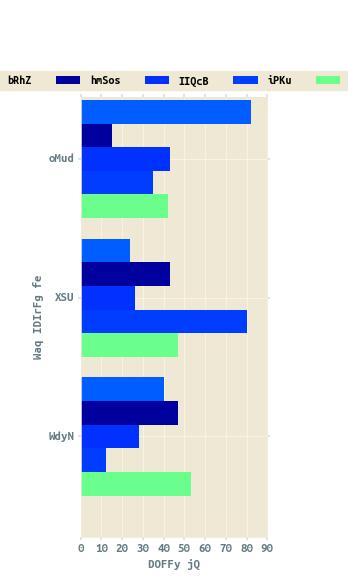 bRhZ hmSos IIQcB iPKu
oMud
XSU
WdyN
Waq IDIrFg fe
0 10 20 30 40 50 60 70 80 90
DOFFy jQ